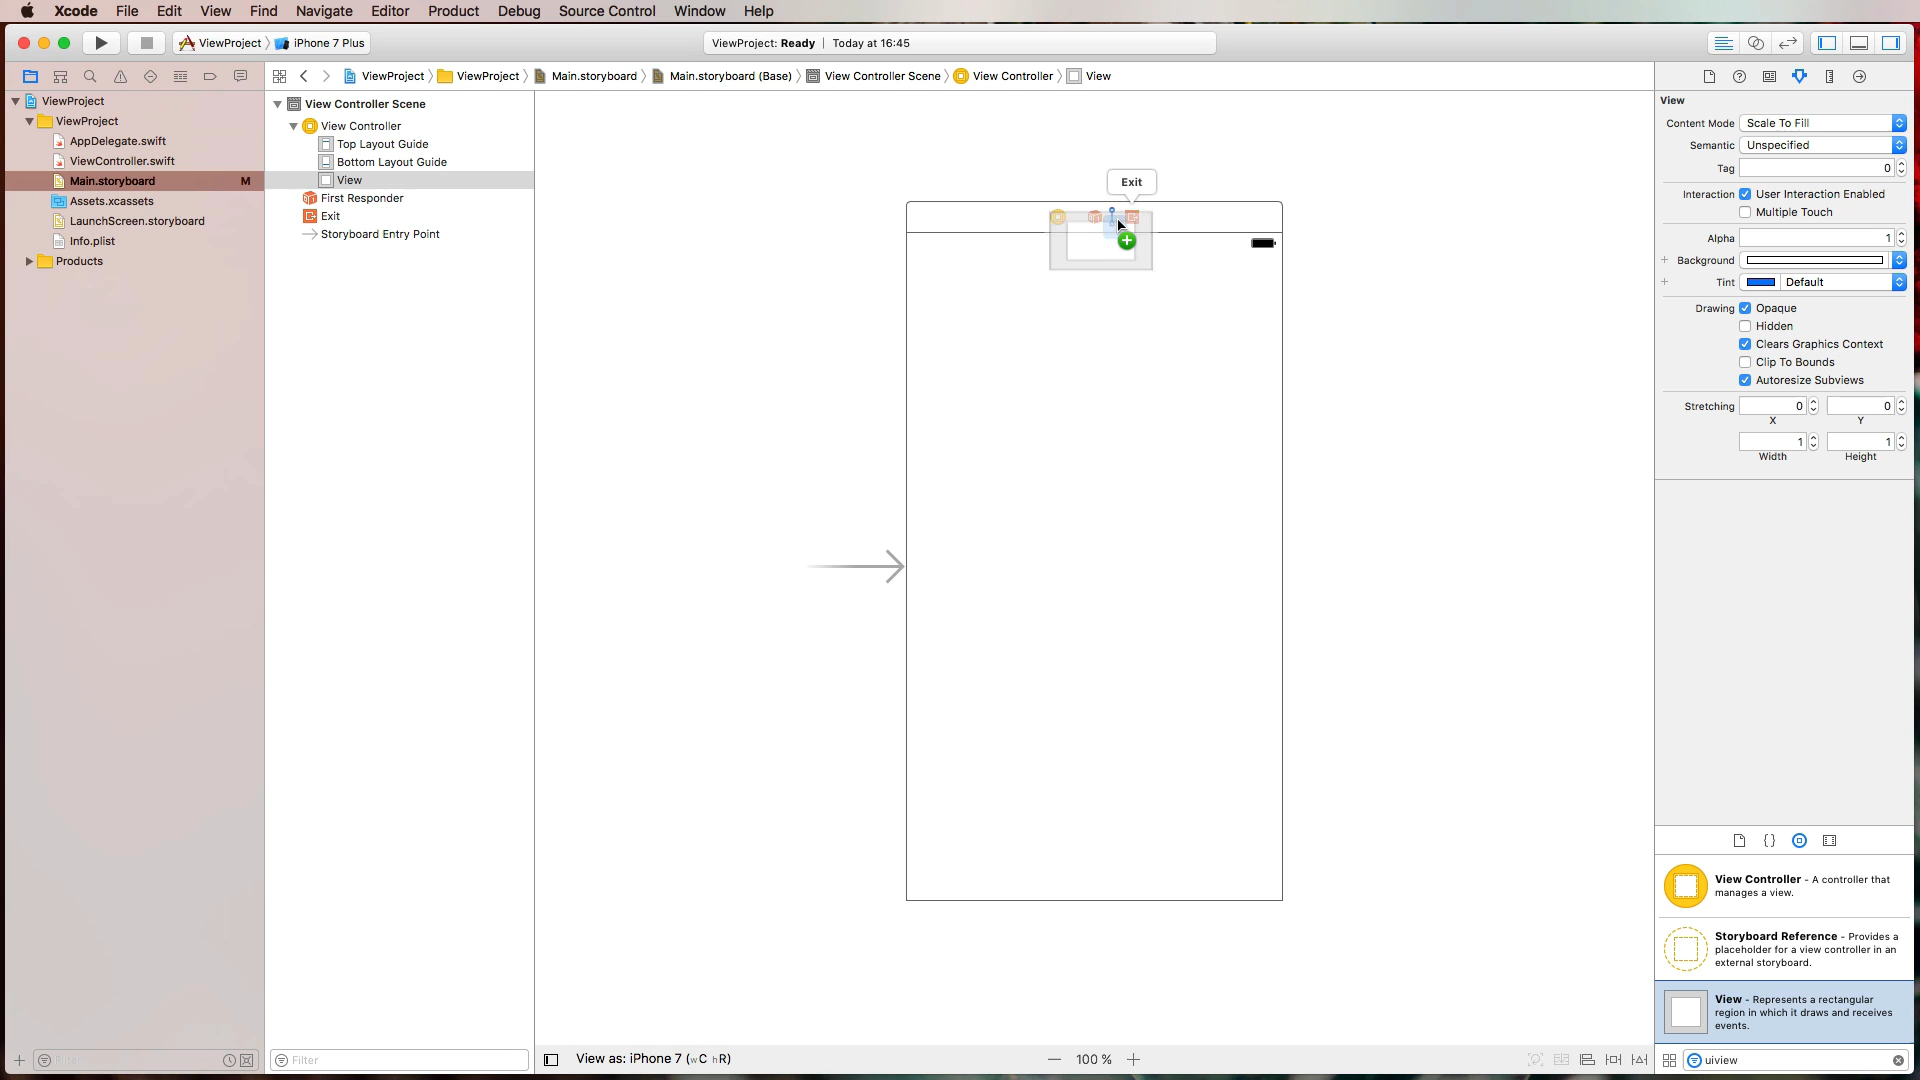 Xcode File Edit View Find Navigate Editor Product Debug Source Control Window Help
ViewProject iPhone 7 Plus
ViewProject: Ready | Today at 16:45
ViewProject ViewProject Main.storyboard Main.storyboard (Base) View Controller Scene View Controller View
ViewProject
ViewProject
AppDelegate.swift
ViewController.swift
Main.storyboard M
Assets.xcassets
LaunchScreen.storyboard
Info.plist
Products
Filter
View Controller Scene
View Controller
Top Layout Guide
Bottom Layout Guide
View
First Responder
Exit
Storyboard Entry Point
Filter
Exit
View as: iPhone 7 (wC hR)
100 %
View
Content Mode Scale To Fill
Semantic Unspecified
Tag 0
Interaction User Interaction Enabled
Multiple Touch
Alpha 1
Background
Tint Default
Drawing Opaque
Hidden
Clears Graphics Context
Clip To Bounds
Autoresize Subviews
Stretching 0 0
X Y
1 1
Width Height
View Controller - A controller that
manages a view.
Storyboard Reference - Provides a
placeholder for a view controller in an
external storyboard.
View - Represents a rectangular
region in which it draws and receives
events.
uiview